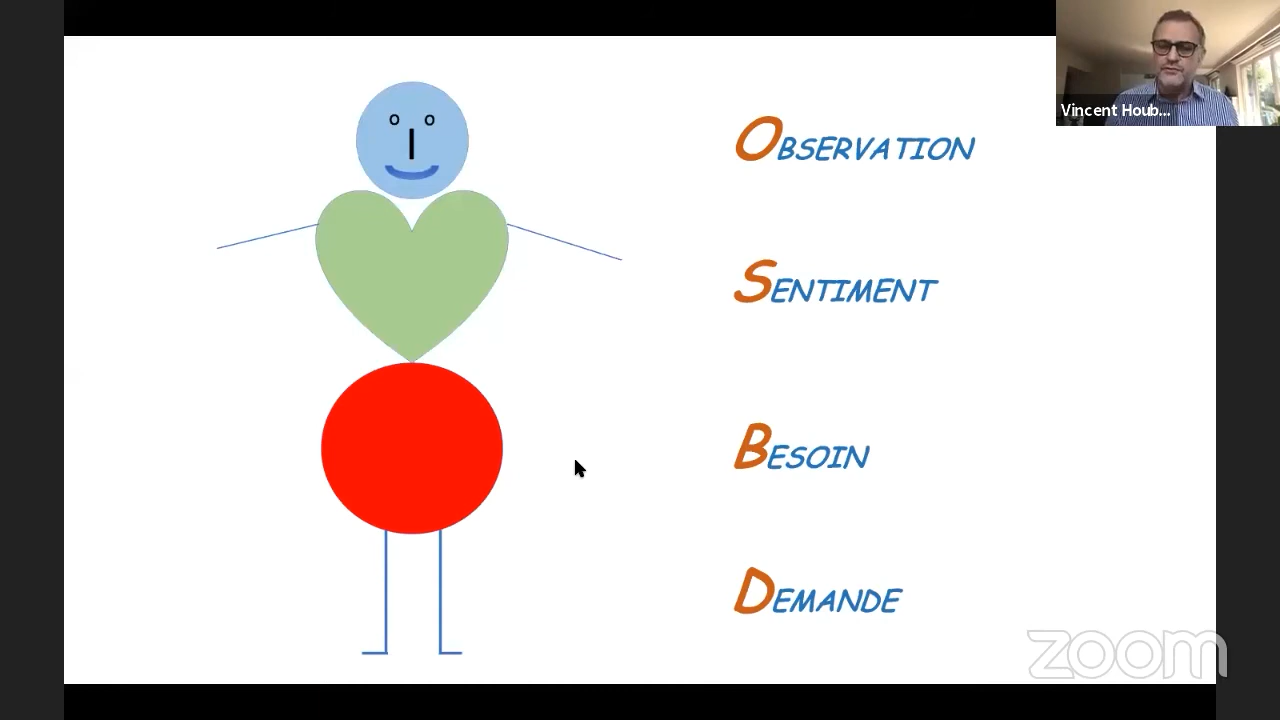 OBSERVATION
Vincent Houb...
SENTIMENT
BESOIN
DEMANDE
zoom